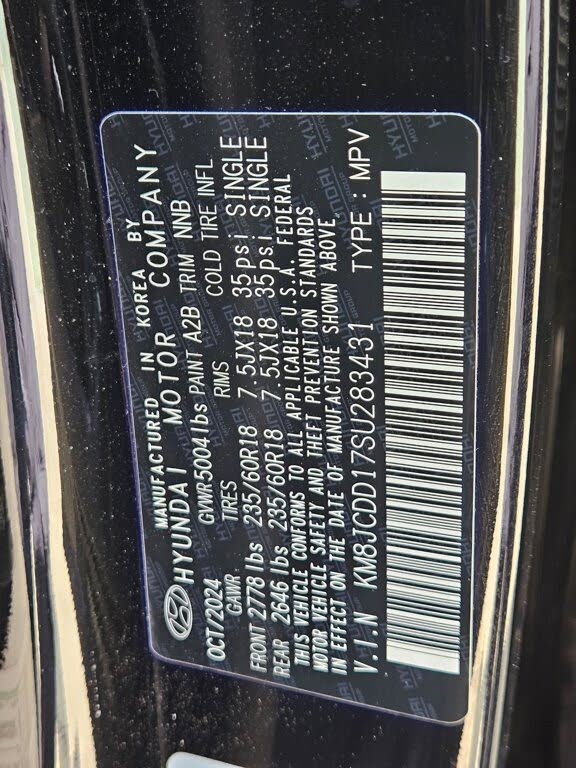 MANUFACTURED IN KOREA BY
HYUNDAI MOTOR COMPANY
OCT/2024 GVWR 5004 lbs PAINT A2B TRIM NNB
GAWR TIRES RIMS COLD TIRE INFL
FRONT 2778 lbs 235/60R18 7.5JX18 35psi SINGLE
REAR 2646 lbs 235/60R18 7.5JX18 35psi SINGLE
THIS VEHICLE CONFORMS TO ALL APPLICABLE U.S.A. FEDERAL
MOTOR VEHICLE SAFETY AND THEFT PREVENTION STANDARDS
IN EFFECT ON THE DATE OF MANUFACTURE SHOWN ABOVE
V.I.N KM8JCDD17SU283431 TYPE : MPV